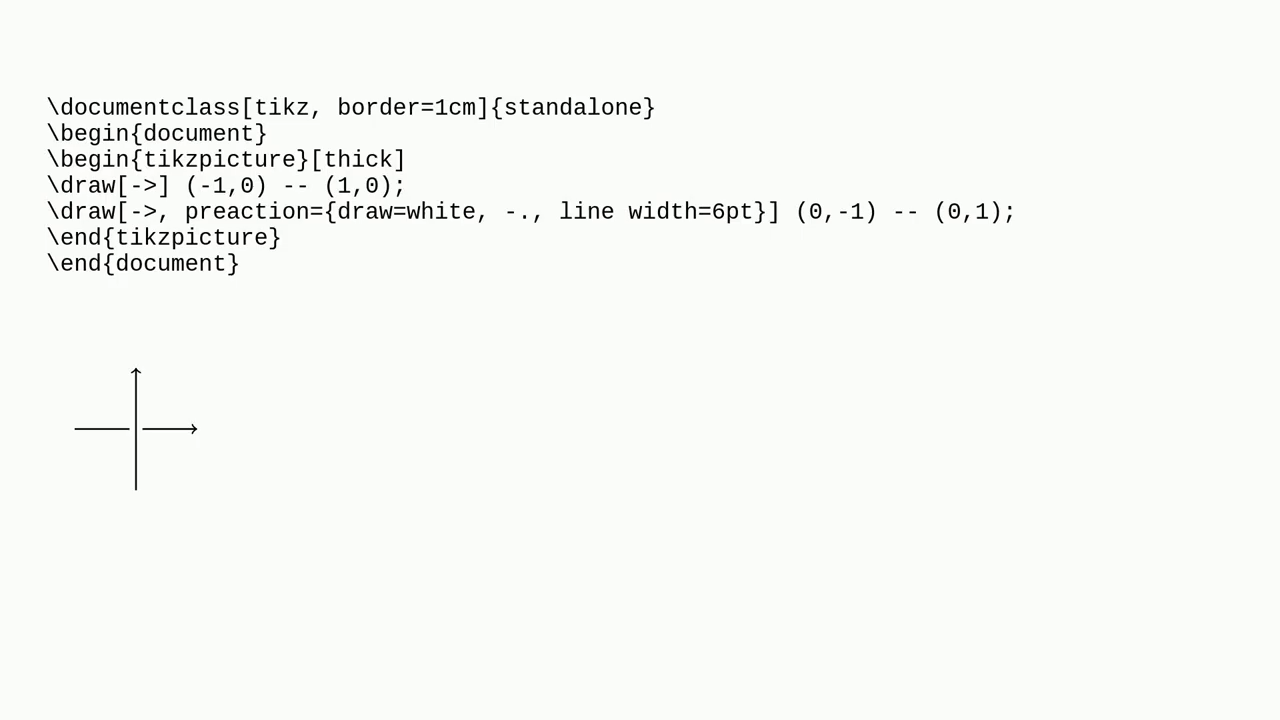 \documentclass[tikz, border=1cm]{standalone}
\begin{document}
\begin{tikzpicture}[thick]
\draw[->] (-1,0) -- (1,0);
\draw[->, preaction={draw=white, -., line width=6pt}] (0,-1) -- (0,1);
\end{tikzpicture}
\end{document}